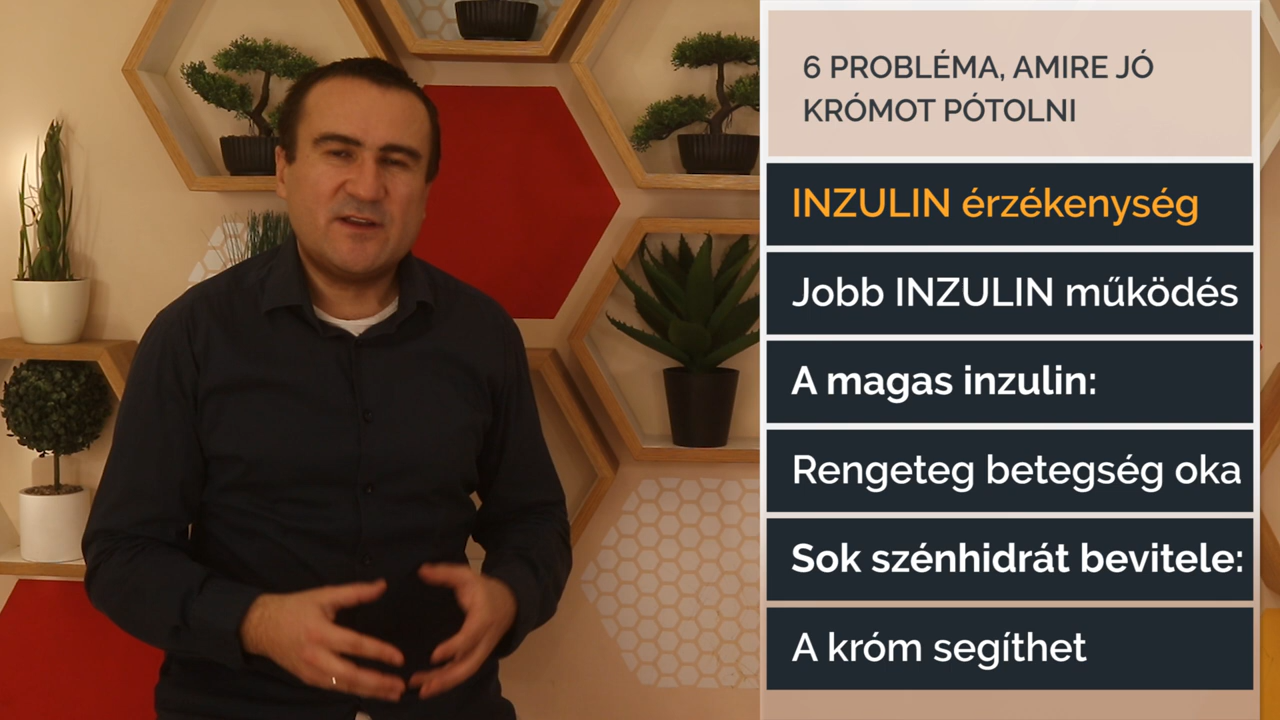 6 PROBLÉMA, AMIRE JÓ
KRÓMOT PÓTOLNI
INZULIN érzékenység
Jobb INZULIN működés
A magas inzulin:
Rengeteg betegség oka
Sok szénhidrát bevitele:
A króm segíthet